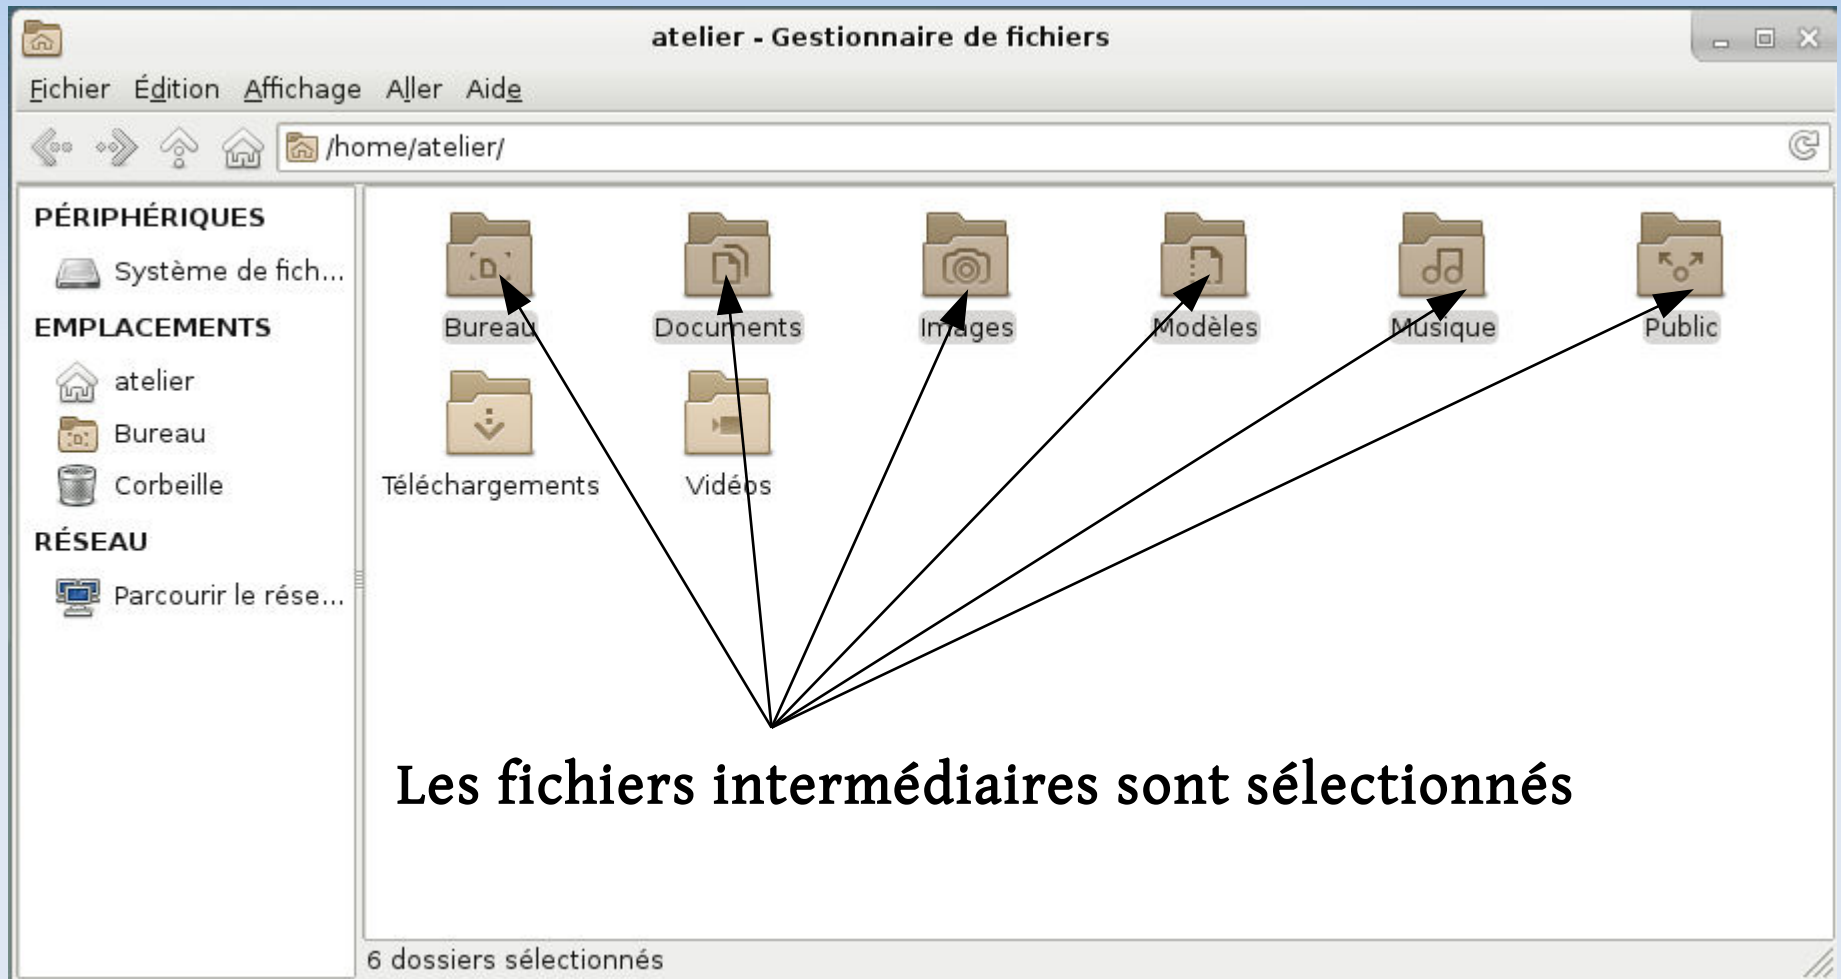 atelier - Gestionnaire de fichiers
Fichier Édition Affichage Aller Aide
/home/atelier/
PÉRIPHÉRIQUES
Système de fich...
EMPLACEMENTS
atelier
Bureau
Corbeille
RÉSEAU
Parcourir le rése...
Bureau Documents Images Modèles Musique Public
Téléchargements Vidéos
Les fichiers intermédiaires sont sélectionnés
6 dossiers sélectionnés